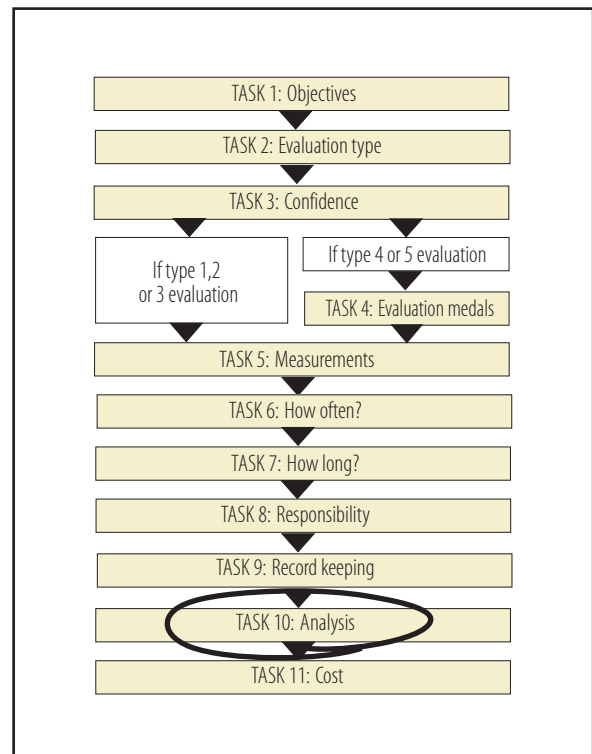 TASK 1: Objectives
TASK 2: Evaluation type
TASK 3: Confidence
If type 1,2
or 3 evaluation
If type 4 or 5 evaluation
TASK 4: Evaluation medals
TASK 5: Measurements
TASK 6: How often?
TASK 7: How long?
TASK 8: Responsibility
TASK 9: Record keeping
TASK 10: Analysis
TASK 11: Cost